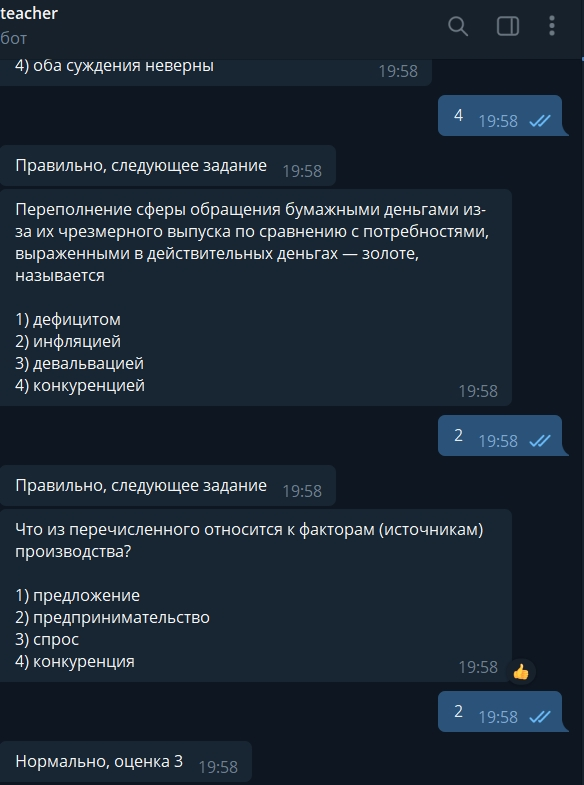 teacher
бот
4) оба суждения неверны 19:58
4 19:58
Правильно, следующее задание 19:58
Переполнение сферы обращения бумажными деньгами из-
за их чрезмерного выпуска по сравнению с потребностями,
выраженными в действительных деньгах — золоте,
называется
1) дефицитом
2) инфляцией
3) девальвацией
4) конкуренцией 19:58
2 19:58
Правильно, следующее задание 19:58
Что из перечисленного относится к факторам (источникам)
производства?
1) предложение
2) предпринимательство
3) спрос
4) конкуренция 19:58
2 19:58
Нормально, оценка 3 19:58